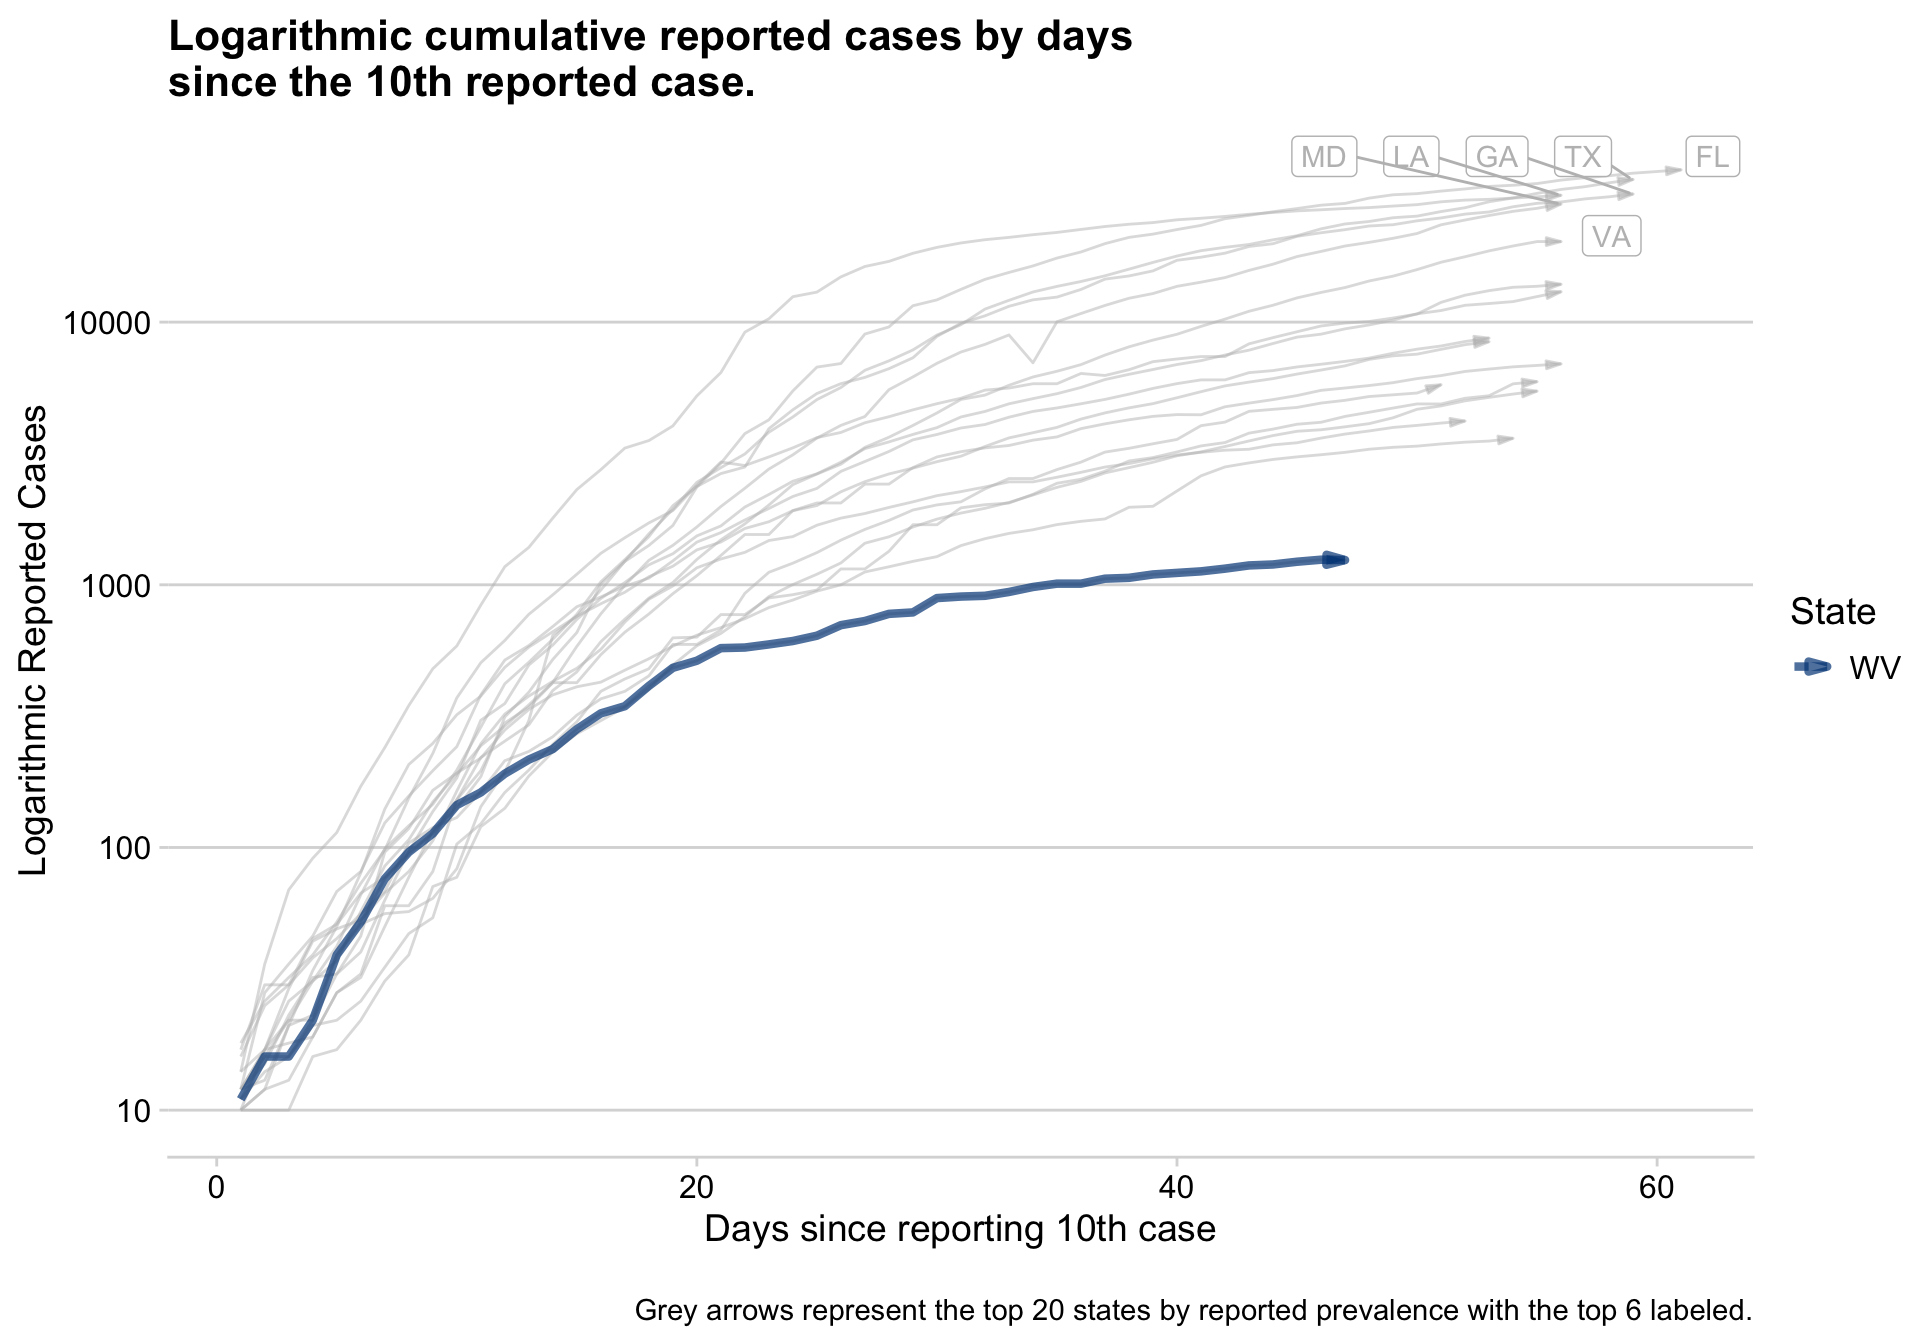 Logarithmic cumulative reported cases by days
since the 10th reported case.
MD LA GA TX FL
VA
Logarithmic Reported Cases
10000
1000
100
10
0 20 40 60
Days since reporting 10th case
State
WV
Grey arrows represent the top 20 states by reported prevalence with the top 6 labeled.